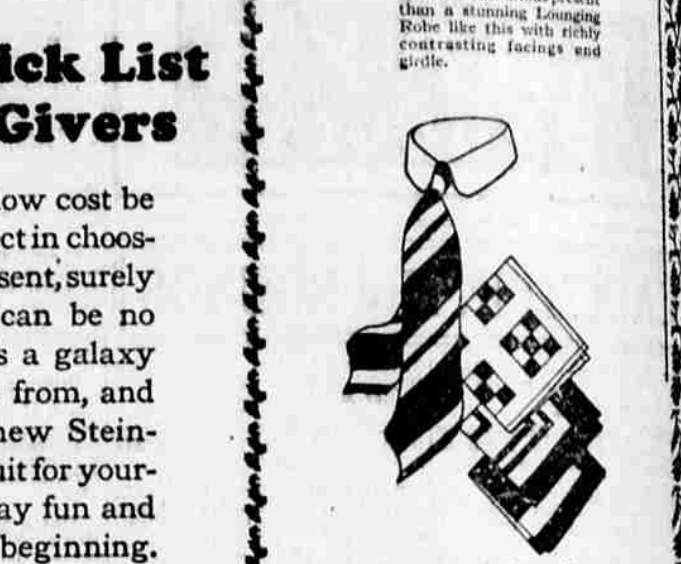 than a stunning Lounging
Robe like this with richly
contrasting facings and
girdle.
ick List
Givers
low cost be
ct in choos-
sent, surely
can be no
s a galaxy
from, and
new Stein-
uit for your-
ay fun and
beginning.